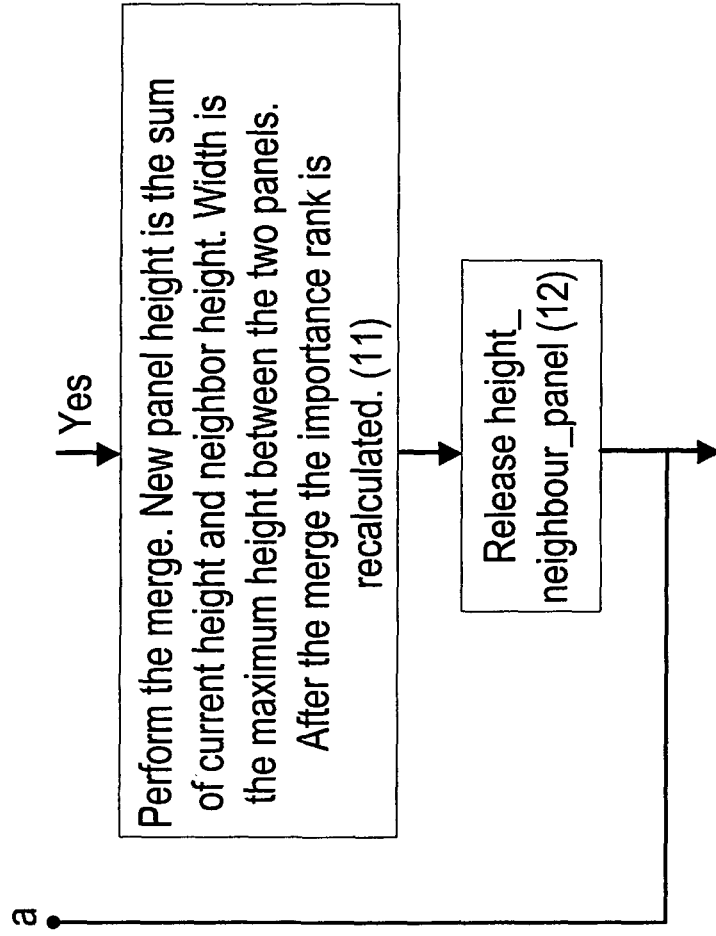 a
Yes
Perform the merge. New panel height is the sum
of current height and neighbor height. Width is
the maximum height between the two panels.
After the merge the importance rank is
recalculated. (11)
Release height_
neighbour_panel (12)